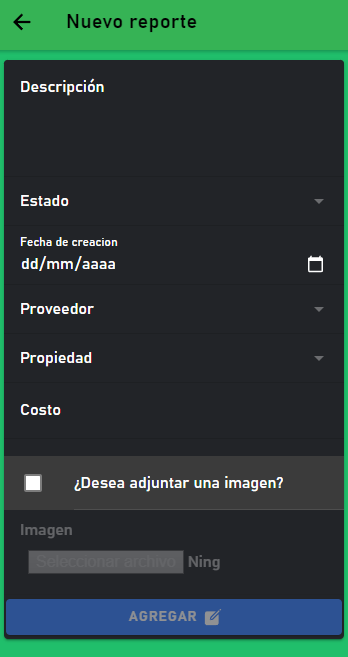 Nuevo reporte
Descripción
Estado
Fecha de creacion
dd/mm/aaaa
Proveedor
Propiedad
Costo
¿Desea adjuntar una imagen?
Imagen
Seleccionar archivo Ning
AGREGAR